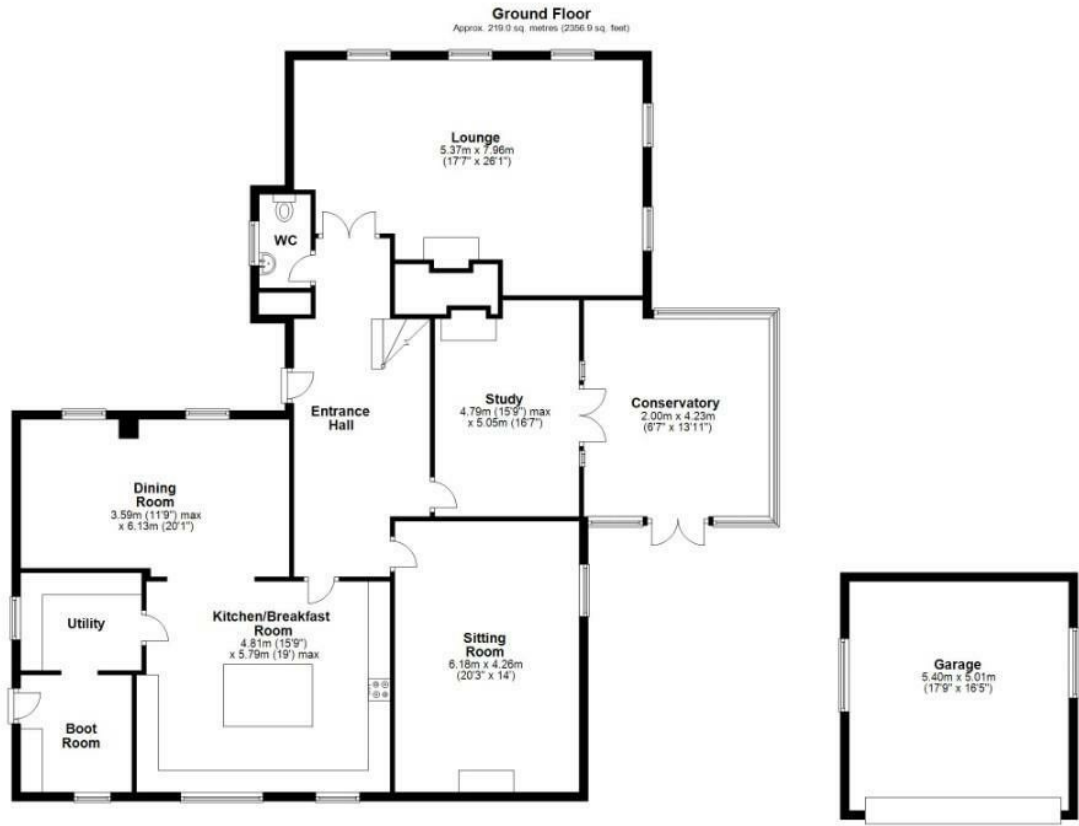 Ground Floor
Approx. 219.0 sq. metres (2356.9 sq. feet)
Lounge
5.37m x 7.96m
(17'7" x 26'1")
WC
Entrance
Hall
Study
4.79m (15'9") max
x 5.05m (16'7")
Conservatory
2.00m x 4.23m
(6'7" x 13'11")
Dining
Room
3.59m (11'9") max
x 6.13m (20'1")
Utility
Kitchen/Breakfast
Room
4.81m (15'9")
x 5.79m (19') max
Sitting
Room
6.18m x 4.26m
(20'3" x 14')
Boot
Room
Garage
5.40m x 5.01m
(17'9" x 16'5")